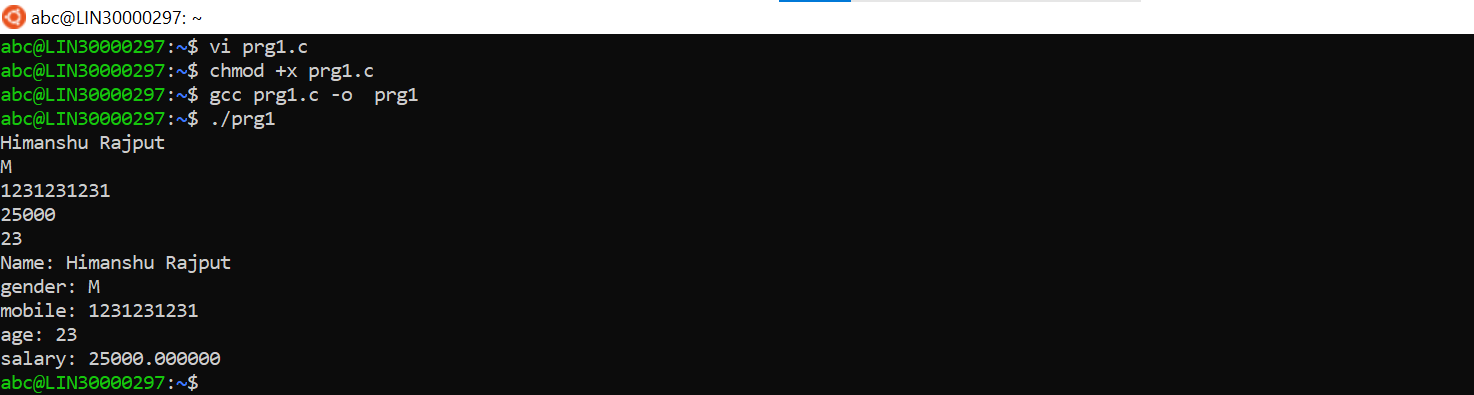 abc@LIN30000297: ~
abc@LIN30000297:~$ vi prg1.c
abc@LIN30000297:~$ chmod +x prg1.c
abc@LIN30000297:~$ gcc prg1.c -o  prg1
abc@LIN30000297:~$ ./prg1
Himanshu Rajput
M
1231231231
25000
23
Name: Himanshu Rajput
gender: M
mobile: 1231231231
age: 23
salary: 25000.000000
abc@LIN30000297:~$